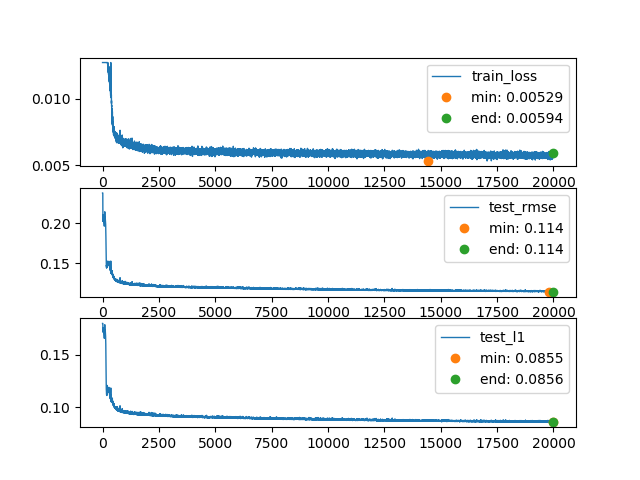 train_loss
min: 0.00529
end: 0.00594
0.010
0.005
0 2500 5000 7500 10000 12500 15000 17500 20000
test_rmse
min: 0.114
end: 0.114
0.20
0.15
0 2500 5000 7500 10000 12500 15000 17500 20000
test_l1
min: 0.0855
end: 0.0856
0.15
0.10
0 2500 5000 7500 10000 12500 15000 17500 20000